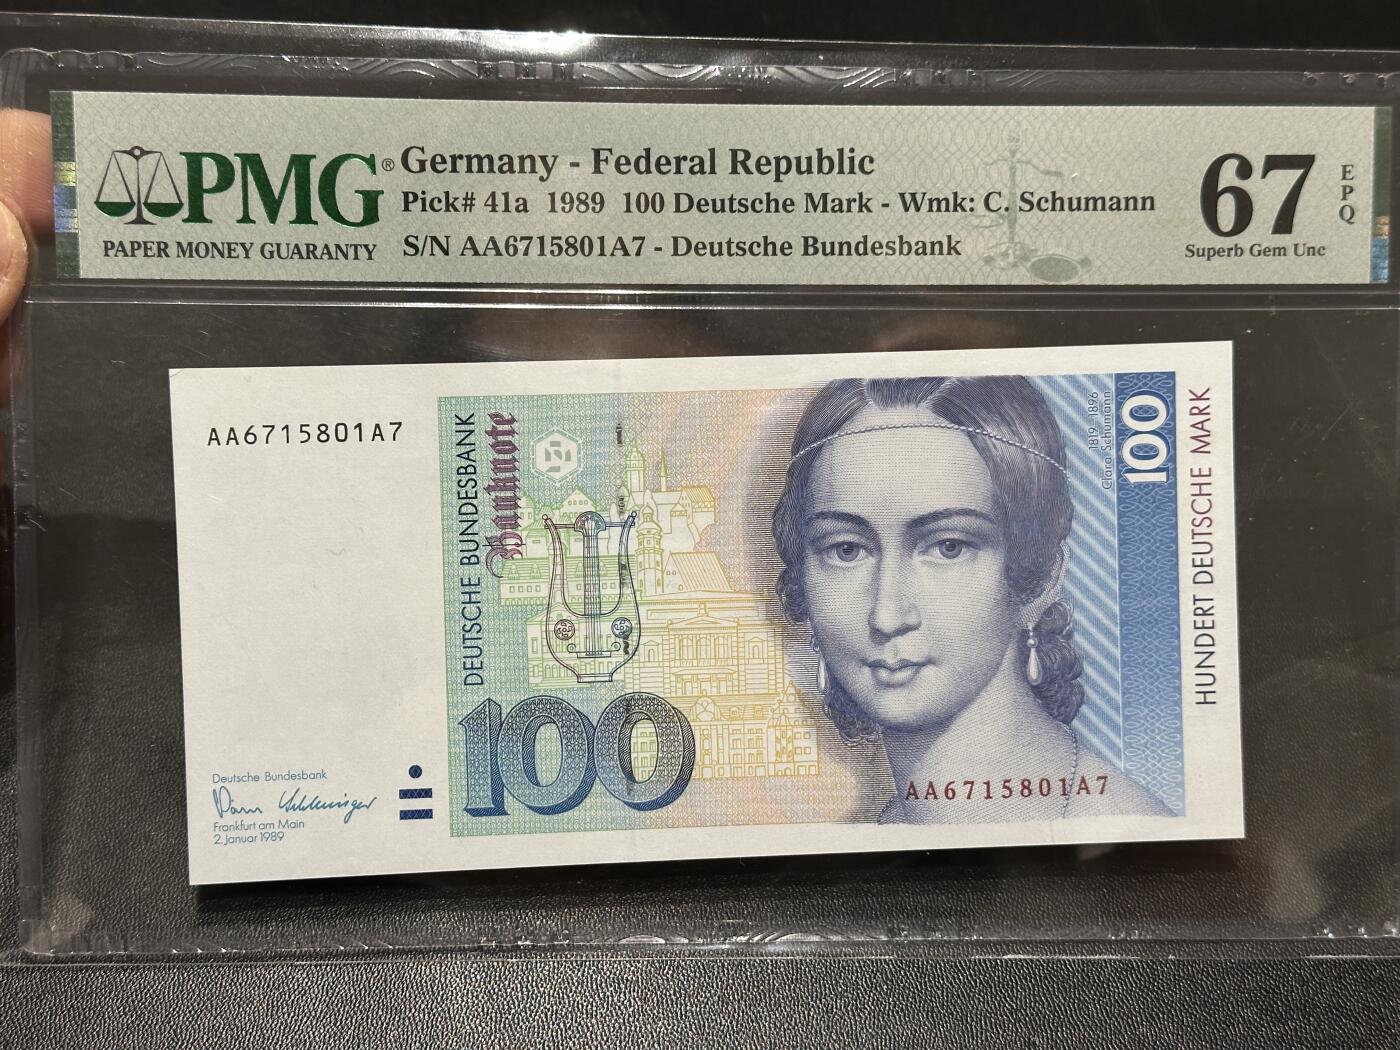 PMG®
PAPER MONEY GUARANTY
Germany - Federal Republic
Pick# 41a 1989 100 Deutsche Mark - Wmk: C. Schumann
S/N AA6715801A7 - Deutsche Bundesbank
67
EPQ
Superb Gem Unc
AA6715801A7
DEUTSCHE BUNDESBANK
Banknote
1819-1896
Clara Schumann
100
HUNDERT DEUTSCHE MARK
100
AA6715801A7
Deutsche Bundesbank
Frankfurt am Main
2. Januar 1989